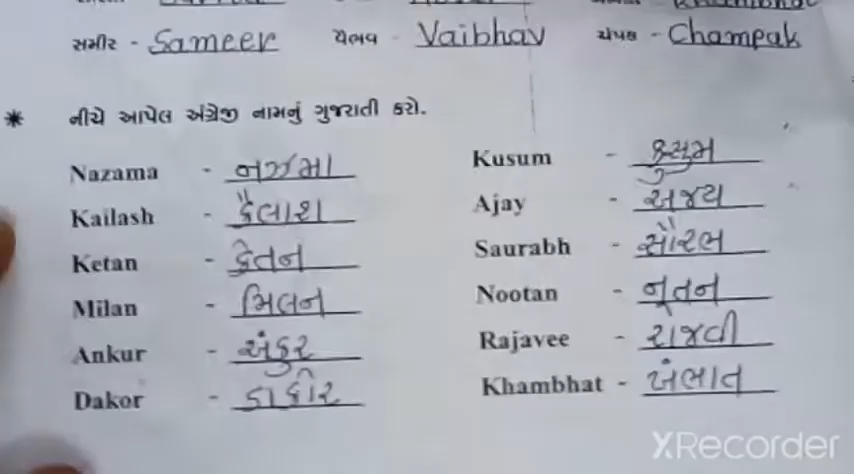 સમીર - Sameer વૈભવ - Vaibhav ચંપક - Champak
* નીચે આપેલ અંગ્રેજી નામનું ગુજરાતી કરો.
Nazama - નઝમા Kusum - કુસુમ
Kailash - કૈલાશ Ajay - અજય
Ketan - કેતન Saurabh - સૌરભ
Milan - મિલન Nootan - નૂતન
Ankur - અંકુર Rajavee - રાજવી
Dakor - ડાકોર Khambhat - ખંભાત
XRecorder